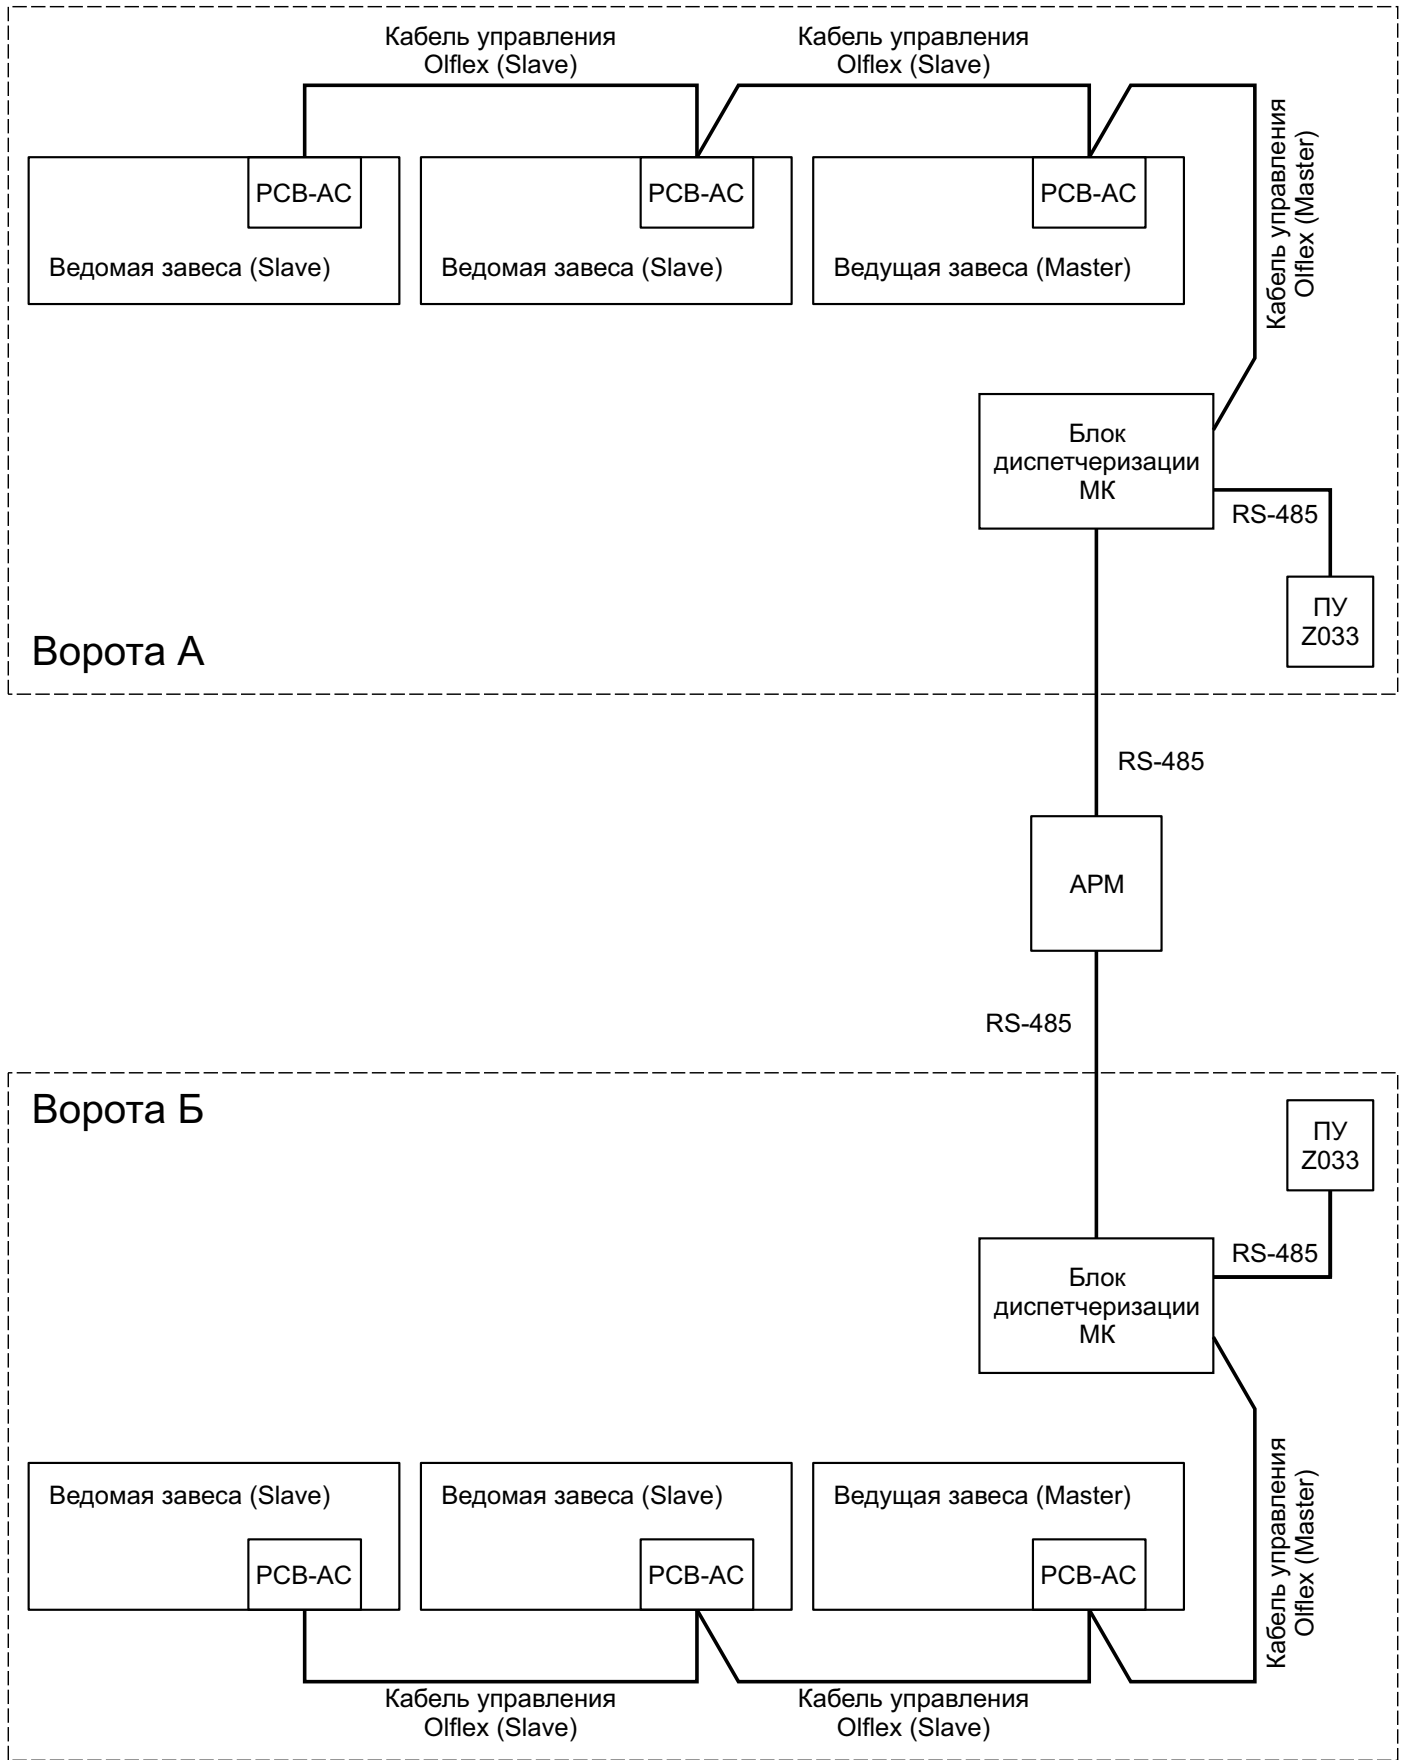 Кабель управления
Olflex (Slave)
Кабель управления
Olflex (Slave)
Кабель управления
Olflex (Master)
PCB-AC
PCB-AC
PCB-AC
Ведомая завеса (Slave)
Ведомая завеса (Slave)
Ведущая завеса (Master)
Блок
диспетчеризации
МК
RS-485
ПУ
Z033
Ворота А
RS-485
АРМ
RS-485
Ворота Б
ПУ
Z033
RS-485
Блок
диспетчеризации
МК
Ведомая завеса (Slave)
Ведомая завеса (Slave)
Ведущая завеса (Master)
PCB-AC
PCB-AC
PCB-AC
Кабель управления
Olflex (Master)
Кабель управления
Olflex (Slave)
Кабель управления
Olflex (Slave)